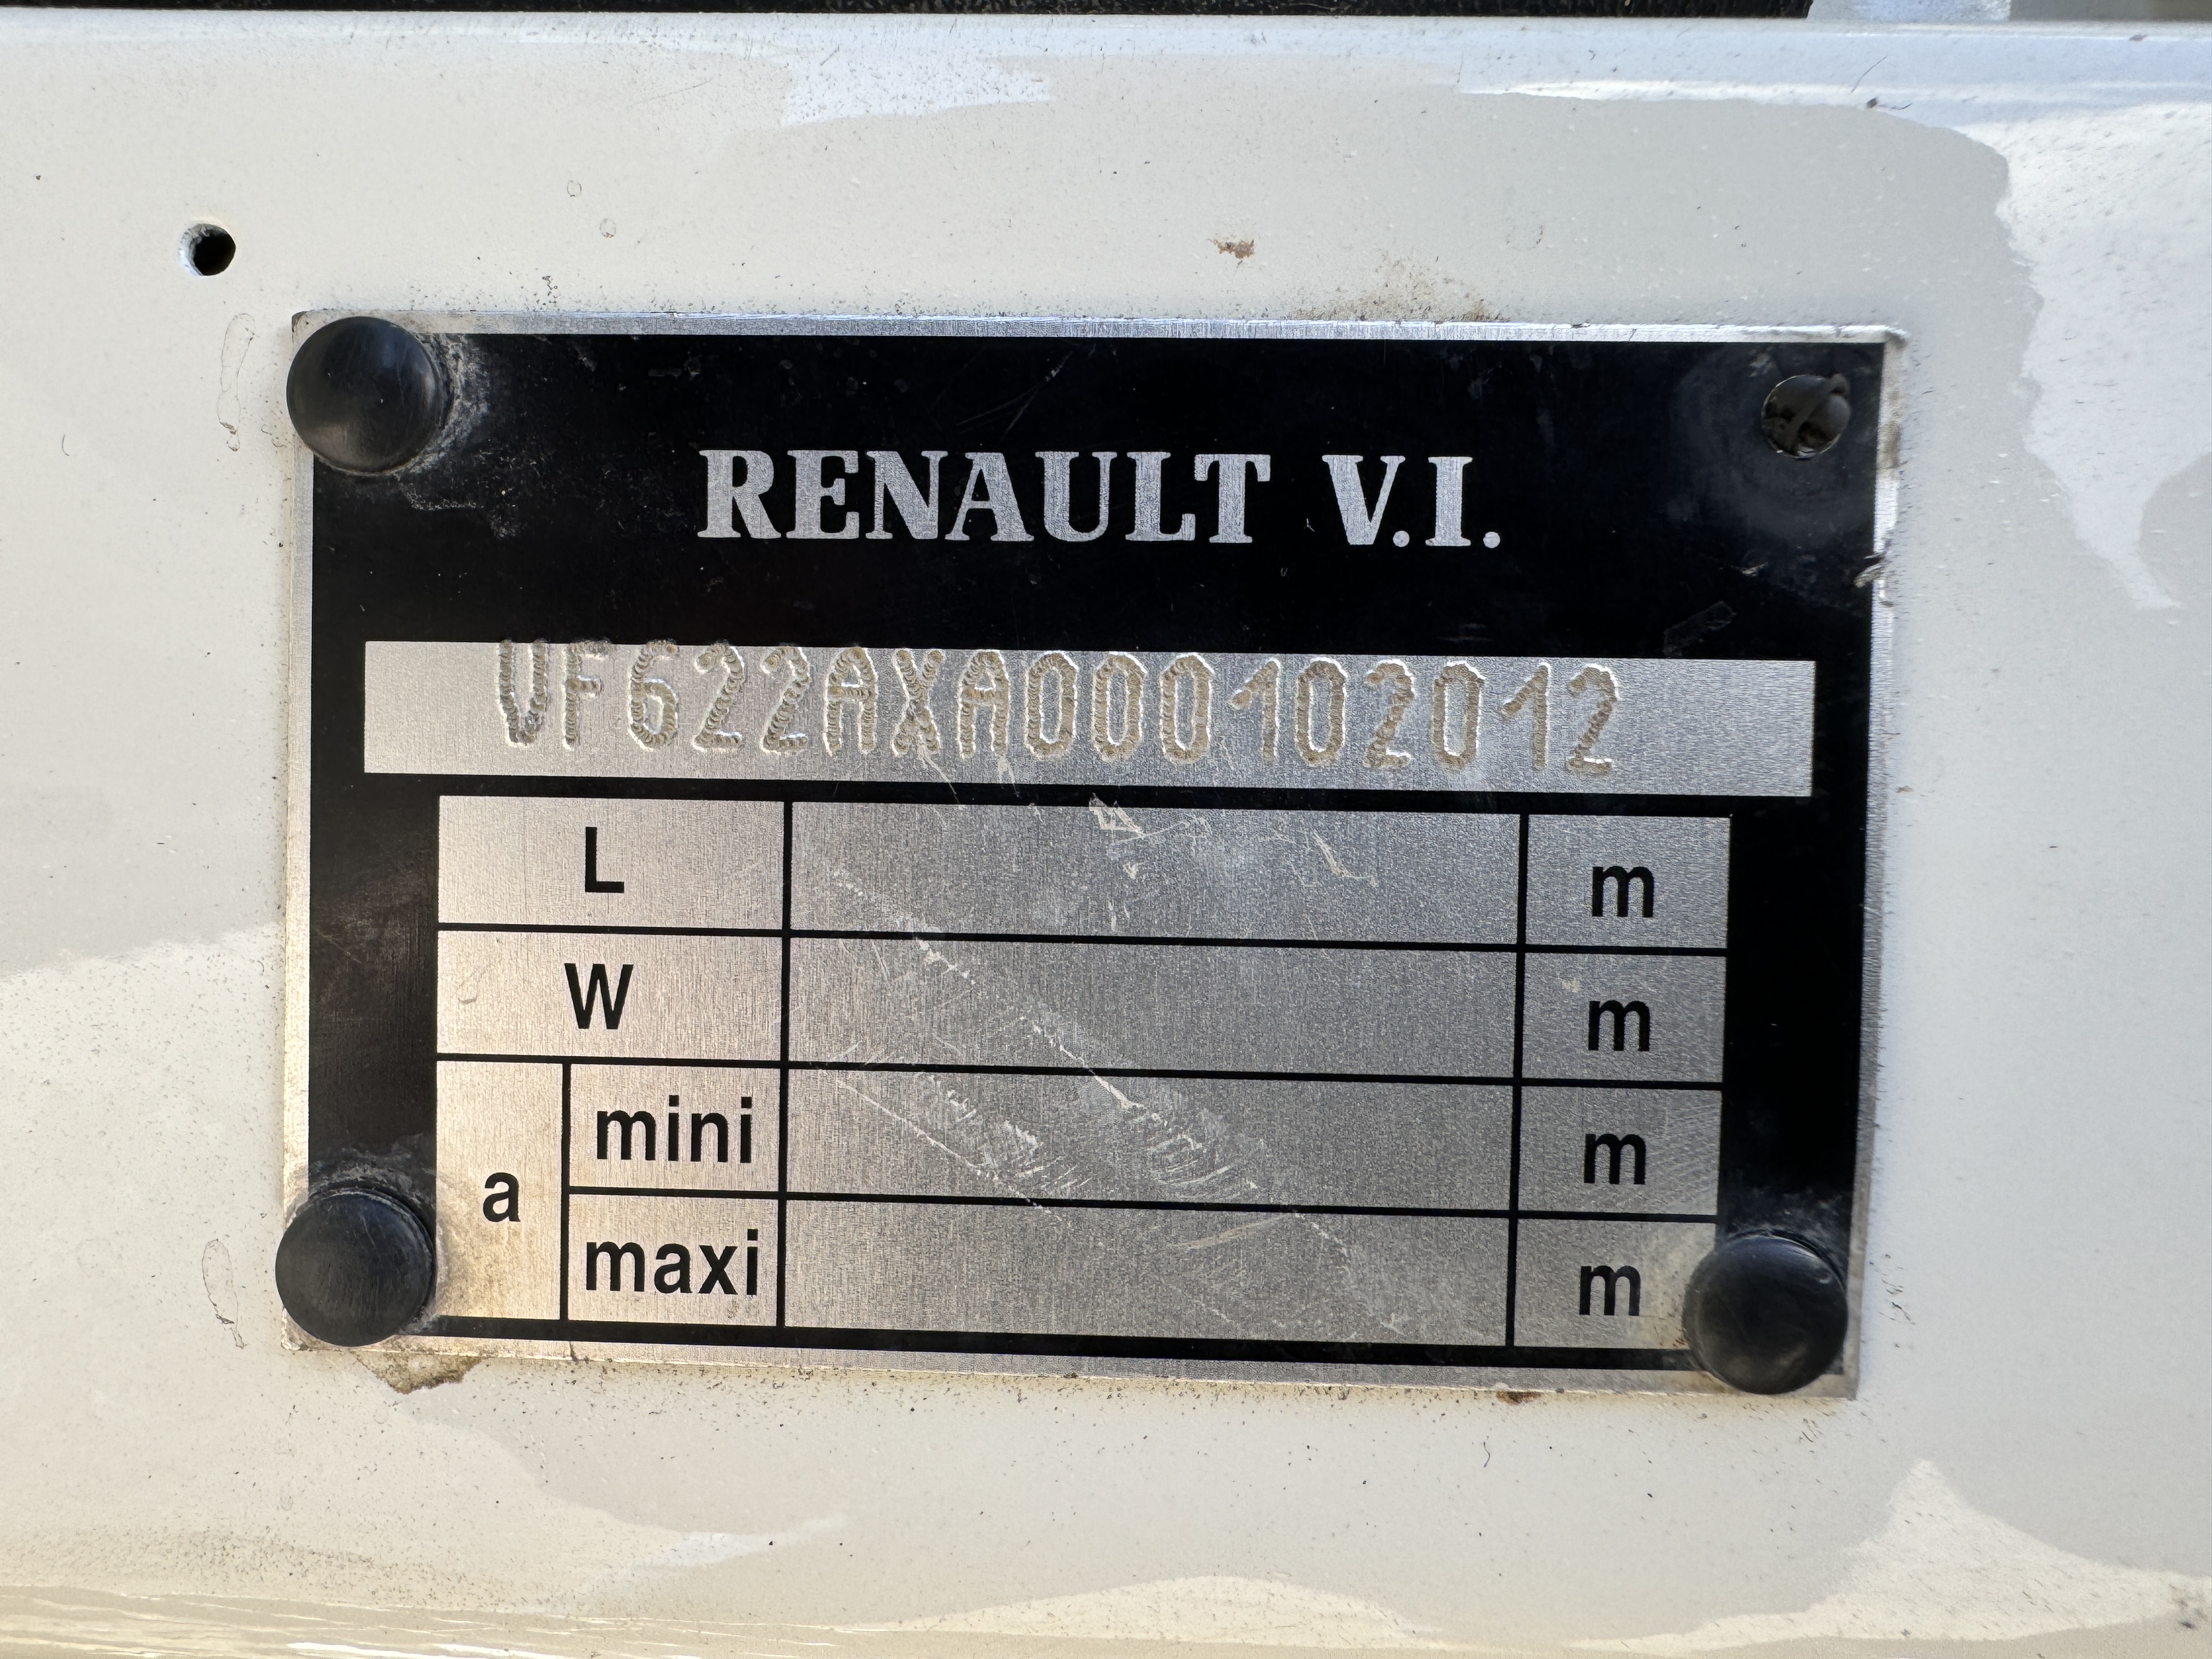 RENAULT V.I.
VF622AXA000102012
L m
W m
a mini m
maxi m